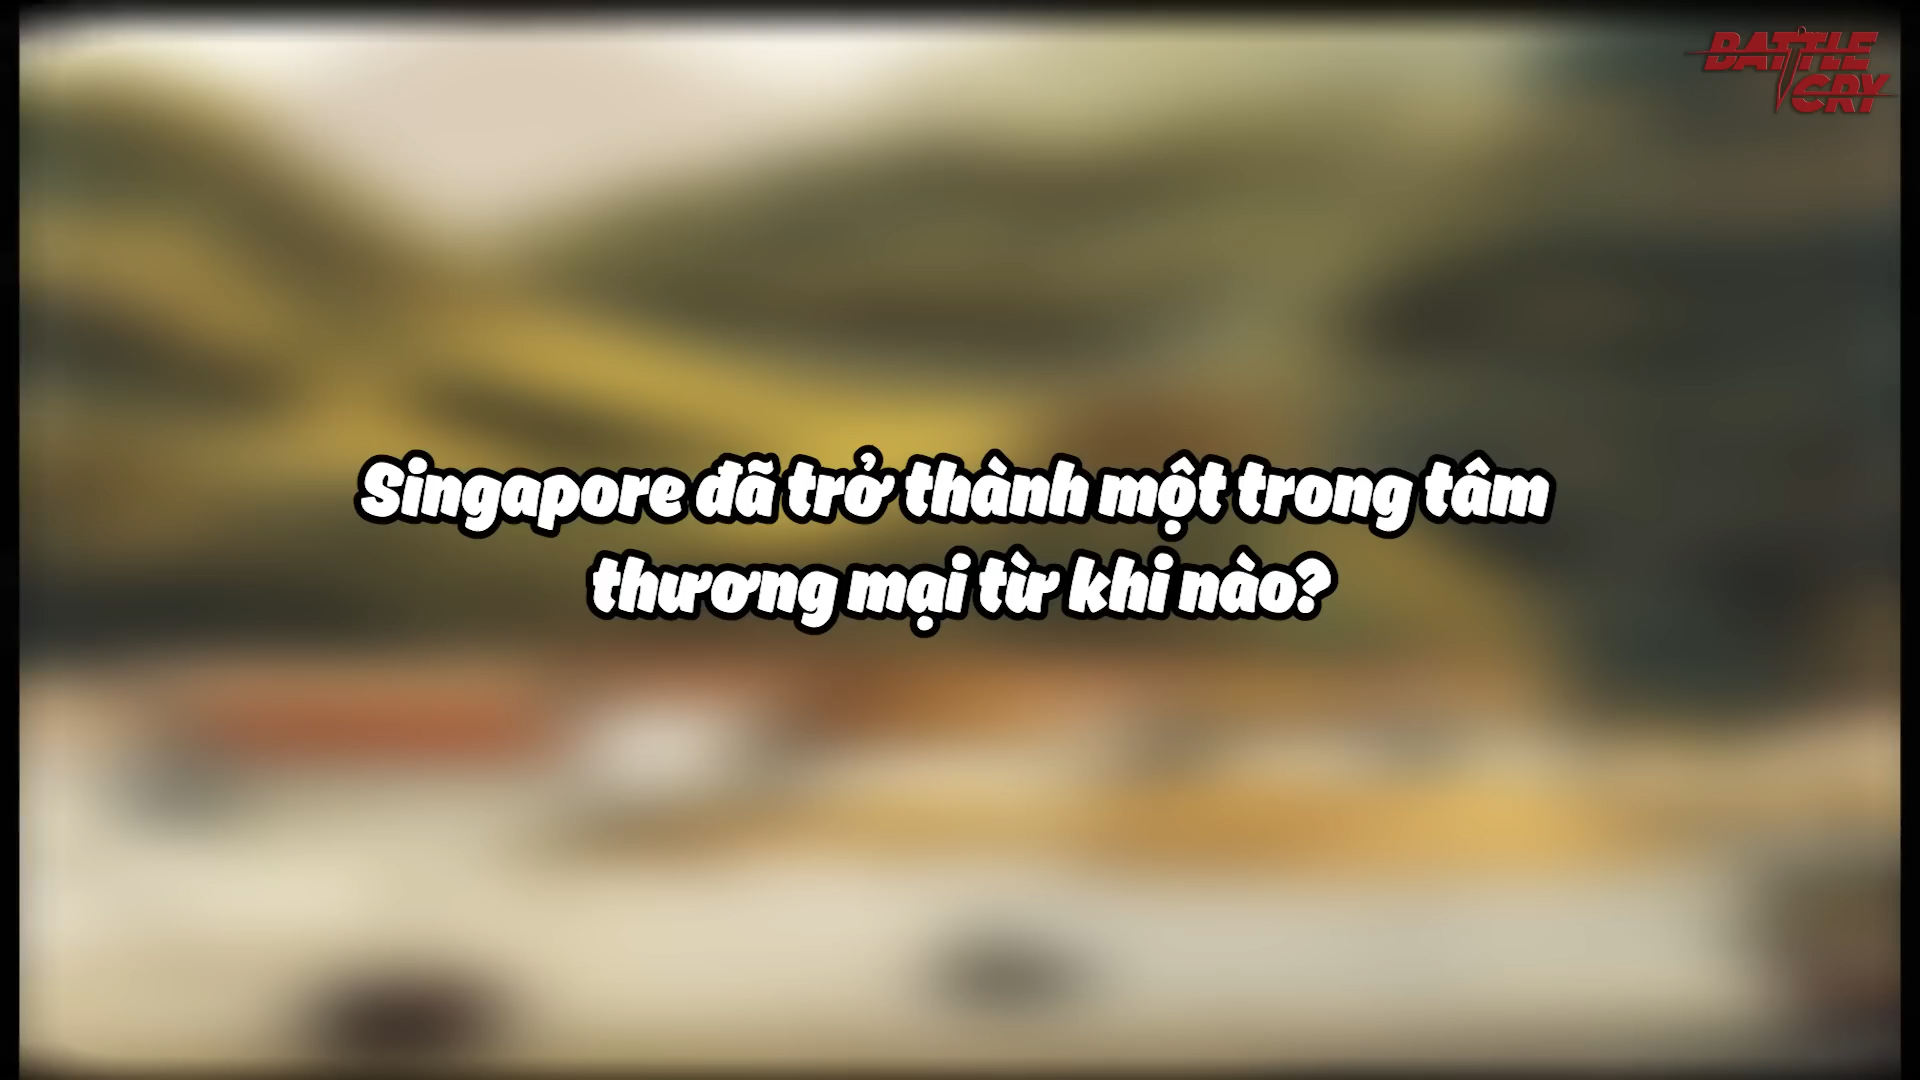 BATTLE
CRY
Singapore đã trở thành một trong tâm
thương mại từ khi nào?